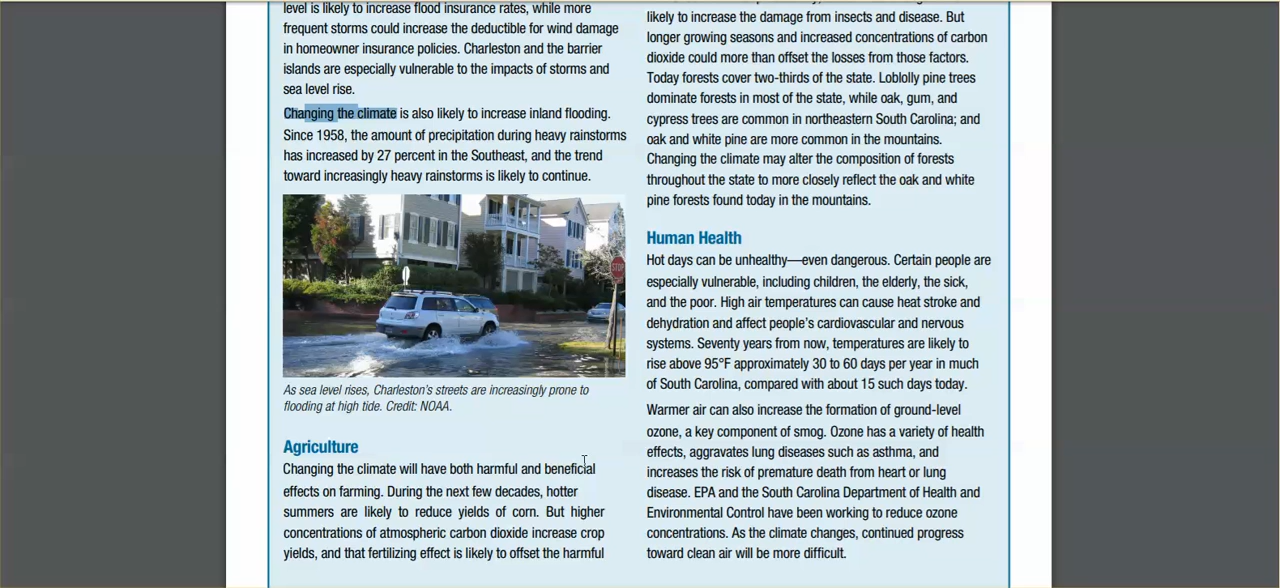 level is likely to increase flood insurance rates, while more
frequent storms could increase the deductible for wind damage
in homeowner insurance policies. Charleston and the barrier
islands are especially vulnerable to the impacts of storms and
sea level rise.
Changing the climate is also likely to increase inland flooding.
Since 1958, the amount of precipitation during heavy rainstorms
has increased by 27 percent in the Southeast, and the trend
toward increasingly heavy rainstorms is likely to continue.
STOP
As sea level rises, Charleston's streets are increasingly prone to
flooding at high tide. Credit: NOAA.
Agriculture
Changing the climate will have both harmful and beneficial
effects on farming. During the next few decades, hotter
summers are likely to reduce yields of corn. But higher
concentrations of atmospheric carbon dioxide increase crop
yields, and that fertilizing effect is likely to offset the harmful
likely to increase the damage from insects and disease. But
longer growing seasons and increased concentrations of carbon
dioxide could more than offset the losses from those factors.
Today forests cover two-thirds of the state. Loblolly pine trees
dominate forests in most of the state, while oak, gum, and
cypress trees are common in northeastern South Carolina; and
oak and white pine are more common in the mountains.
Changing the climate may alter the composition of forests
throughout the state to more closely reflect the oak and white
pine forests found today in the mountains.
Human Health
Hot days can be unhealthy—even dangerous. Certain people are
especially vulnerable, including children, the elderly, the sick,
and the poor. High air temperatures can cause heat stroke and
dehydration and affect people's cardiovascular and nervous
systems. Seventy years from now, temperatures are likely to
rise above 95°F approximately 30 to 60 days per year in much
of South Carolina, compared with about 15 such days today.
Warmer air can also increase the formation of ground-level
ozone, a key component of smog. Ozone has a variety of health
effects, aggravates lung diseases such as asthma, and
increases the risk of premature death from heart or lung
disease. EPA and the South Carolina Department of Health and
Environmental Control have been working to reduce ozone
concentrations. As the climate changes, continued progress
toward clean air will be more difficult.